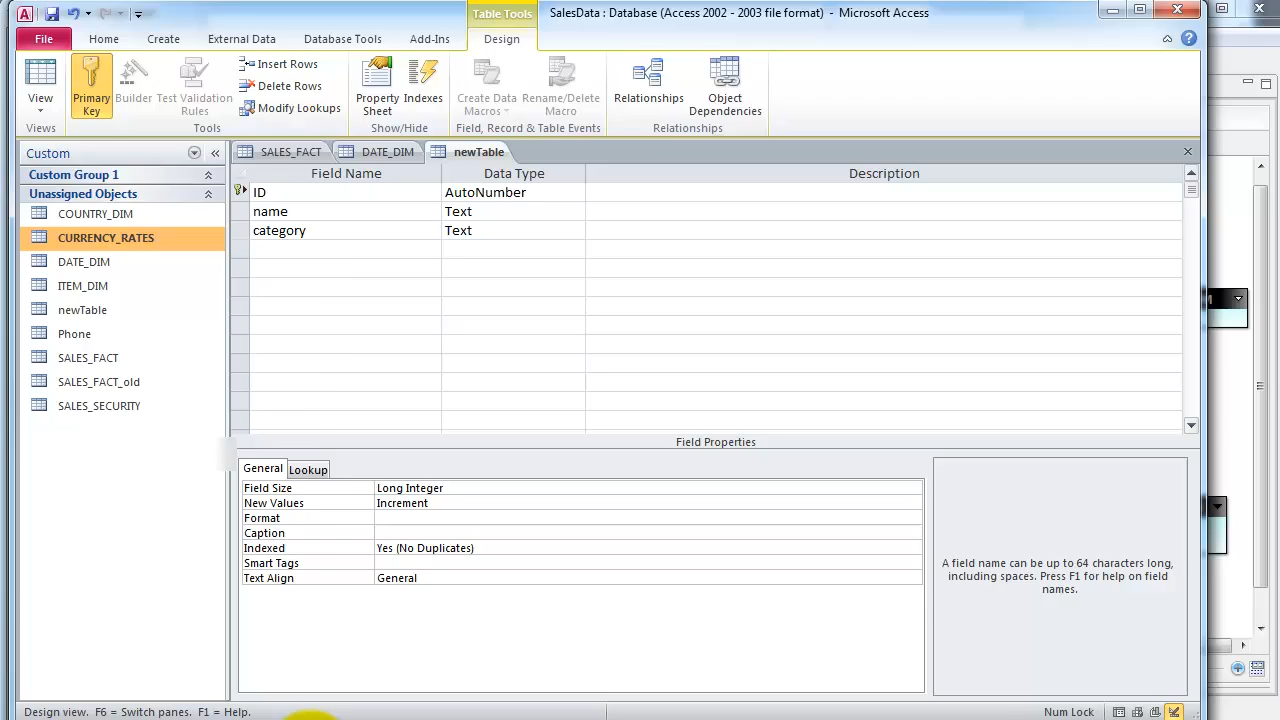 Table Tools
SalesData : Database (Access 2002 - 2003 file format) - Microsoft Access
File
Home
Create
External Data
Database Tools
Add-Ins
Design
View
Primary
Key
Builder
Test Validation
Rules
Insert Rows
Delete Rows
Modify Lookups
Property
Sheet
Indexes
Create Data
Macros
Rename/Delete
Macro
Relationships
Object
Dependencies
Views
Tools
Show/Hide
Field, Record & Table Events
Relationships
Custom
Custom Group 1
Unassigned Objects
COUNTRY_DIM
CURRENCY_RATES
DATE_DIM
ITEM_DIM
newTable
Phone
SALES_FACT
SALES_FACT_old
SALES_SECURITY
SALES_FACT
DATE_DIM
newTable
Field Name
Data Type
Description
ID
AutoNumber
name
Text
category
Text
Field Properties
General
Lookup
Field Size
Long Integer
New Values
Increment
Format
Caption
Indexed
Yes (No Duplicates)
Smart Tags
Text Align
General
A field name can be up to 64 characters long,
including spaces. Press F1 for help on field
names.
Design view. F6 = Switch panes. F1 = Help.
Num Lock